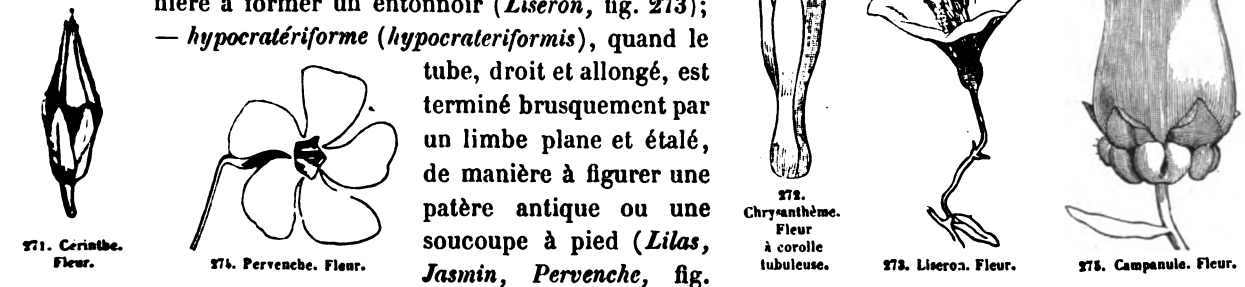 nière à former un entonnoir (Liseron, fig. 273);
— hypocratériforme (hypocrateriformis), quand le
tube, droit et allongé, est
terminé brusquement par
un limbe plane et étalé,
de manière à figurer une
patère antique ou une
soucoupe à pied (Lilas,
Jasmin, Pervenche, fig.
271. Cérinthe.
Fleur.
274. Pervenche. Fleur.
272.
Chrysanthème.
Fleur
à corolle
tubuleuse.
273. Liseron. Fleur.
275. Campanule. Fleur.